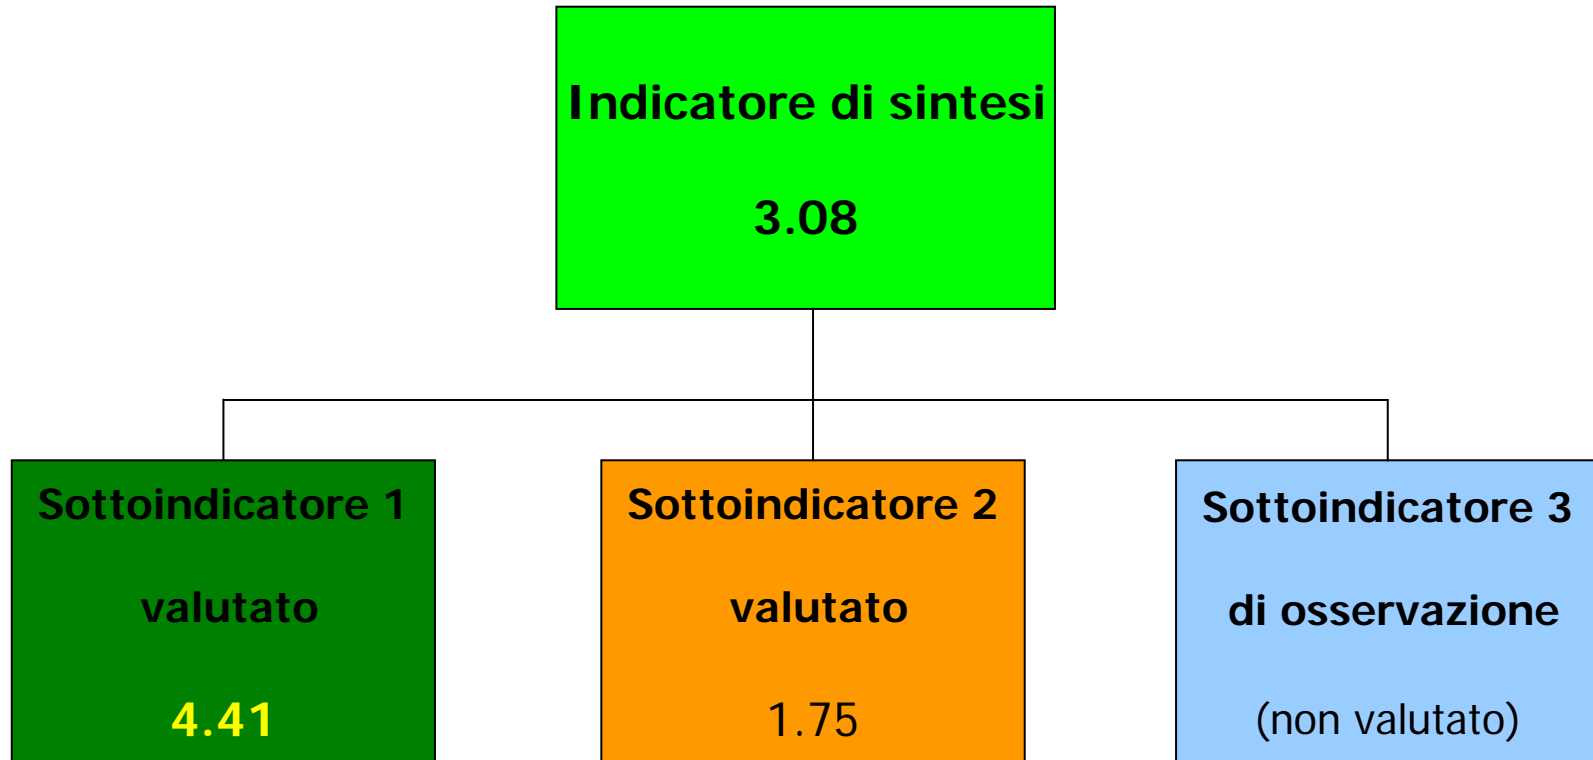 Indicatore di sintesi
3.08
Sottoindicatore 1
valutato
4.41
Sottoindicatore 2
valutato
1.75
Sottoindicatore 3
di osservazione
(non valutato)